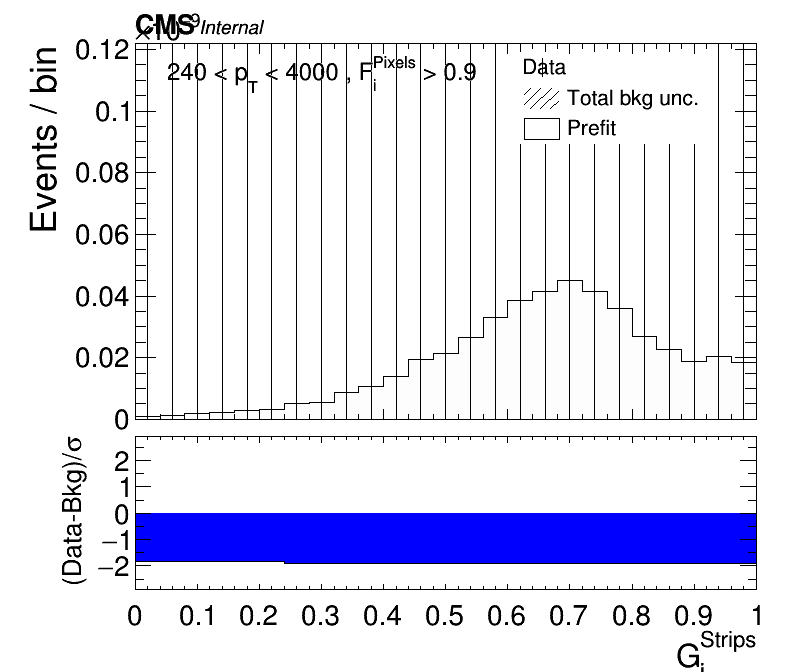 CMS Internal
×10 9
240 < pT < 4000 , Fi Pixels > 0.9
Data
Total bkg unc.
Prefit
Events / bin
0.12
0.1
0.08
0.06
0.04
0.02
0
(Data-Bkg)/σ
2
1
0
−1
−2
0 0.1 0.2 0.3 0.4 0.5 0.6 0.7 0.8 0.9 1
Gi Strips